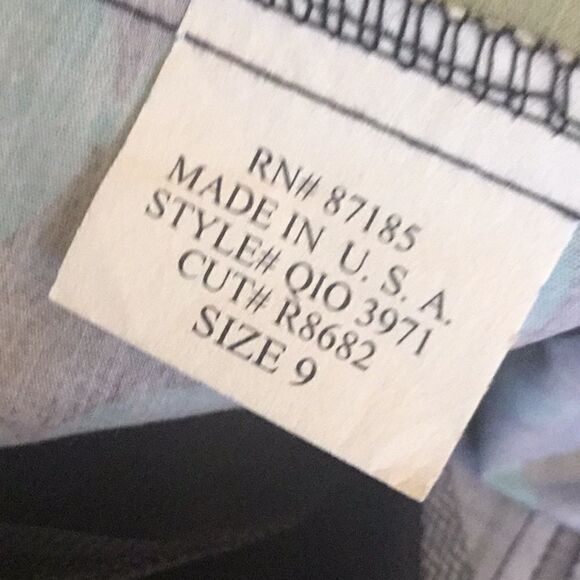 RN# 87185
MADE IN U. S. A.
STYLE# QIO 3971
CUT# R8682
SIZE 9